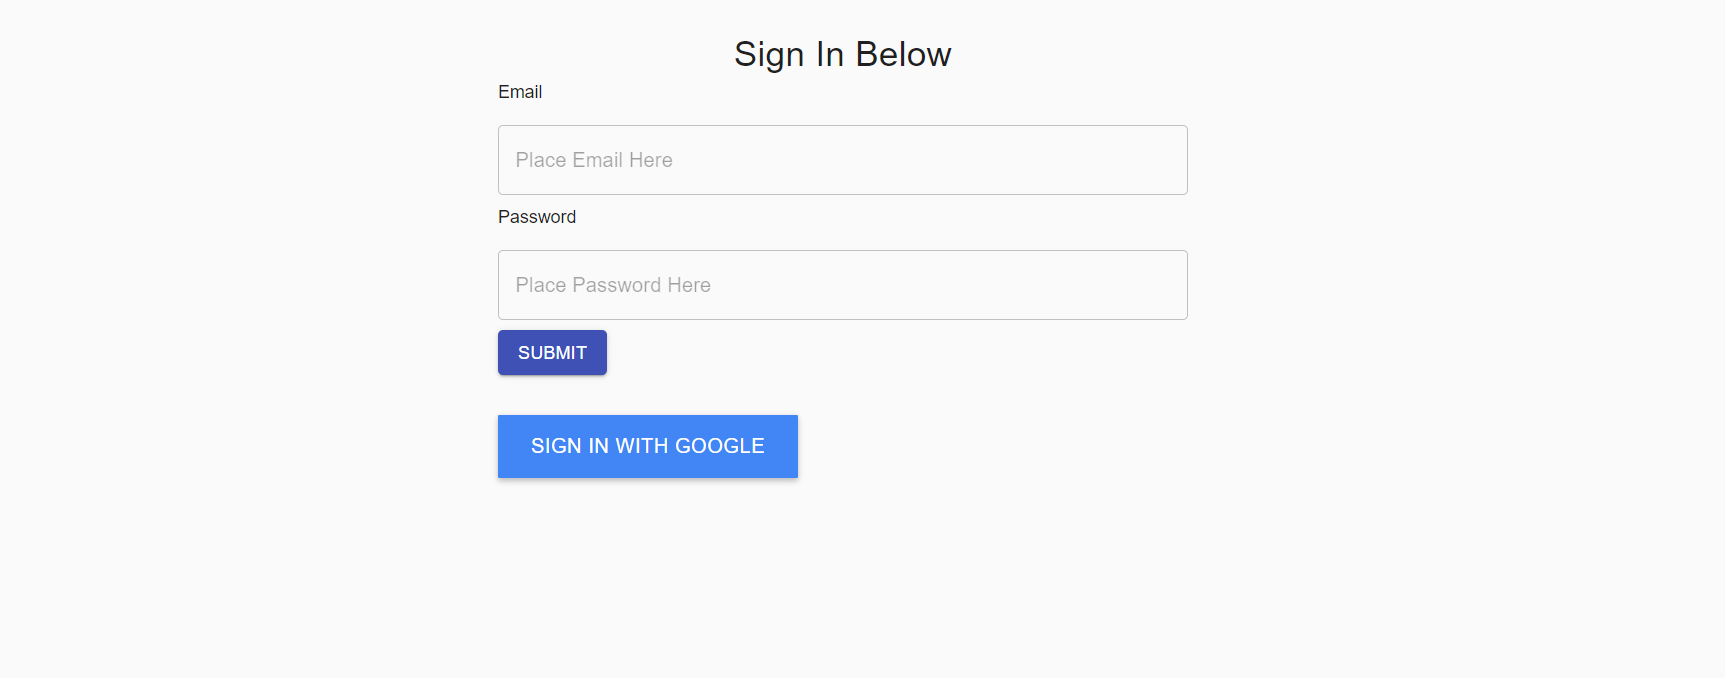 Sign In Below
Email
Place Email Here
Password
Place Password Here
SUBMIT
SIGN IN WITH GOOGLE